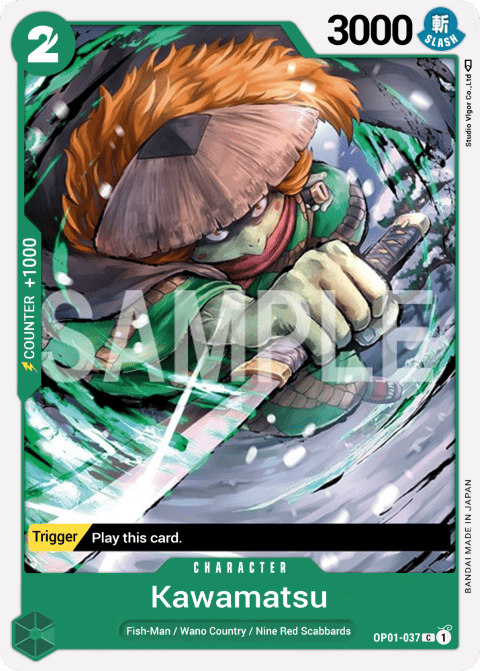 2
3000
斬
SLASH
Studio Vigor Co.,Ltd
COUNTER +1000
SAMPLE
Trigger Play this card.
BANDAI MADE IN JAPAN
CHARACTER
Kawamatsu
Fish-Man / Wano Country / Nine Red Scabbards
OP01-037 C 1